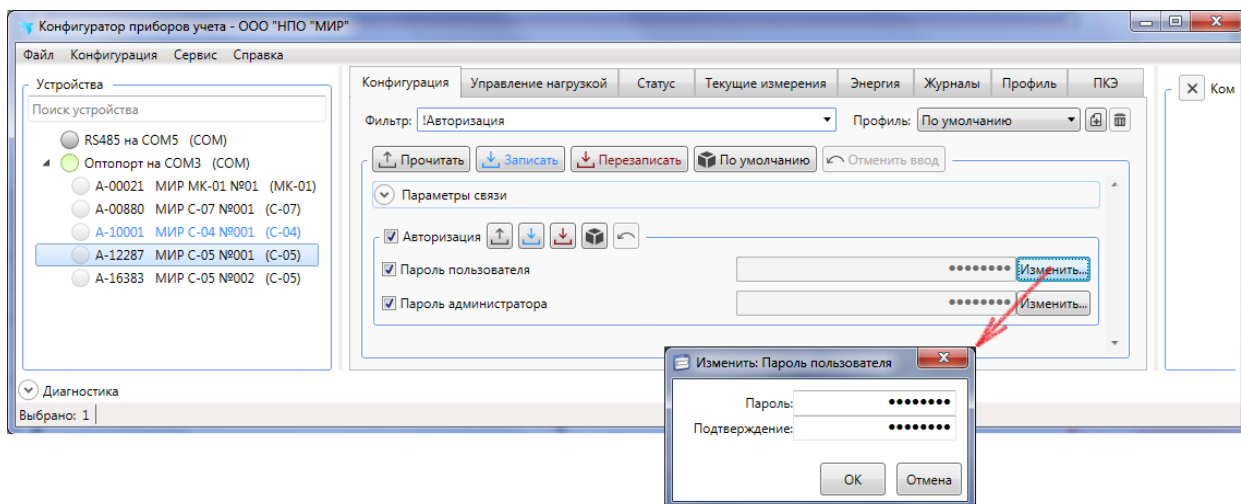 Конфигуратор приборов учета - ООО "НПО "МИР"
Файл Конфигурация Сервис Справка
Устройства
Поиск устройства
RS485 на COM5 (COM)
Оптопорт на COM3 (COM)
А-00021 МИР МК-01 №01 (МК-01)
А-00880 МИР С-07 №001 (С-07)
А-10001 МИР С-04 №001 (С-04)
А-12287 МИР С-05 №001 (С-05)
А-16383 МИР С-05 №002 (С-05)
Диагностика
Выбрано: 1
Конфигурация Управление нагрузкой Статус Текущие измерения Энергия Журналы Профиль ПКЭ
Фильтр: !Авторизация Профиль: По умолчанию
Прочитать Записать Перезаписать По умолчанию Отменить ввод
Параметры связи
Авторизация
Пароль пользователя ●●●●●●●● Изменить...
Пароль администратора ●●●●●●●● Изменить...
Ком
Изменить: Пароль пользователя
Пароль: ●●●●●●●●
Подтверждение: ●●●●●●●●
OK Отмена